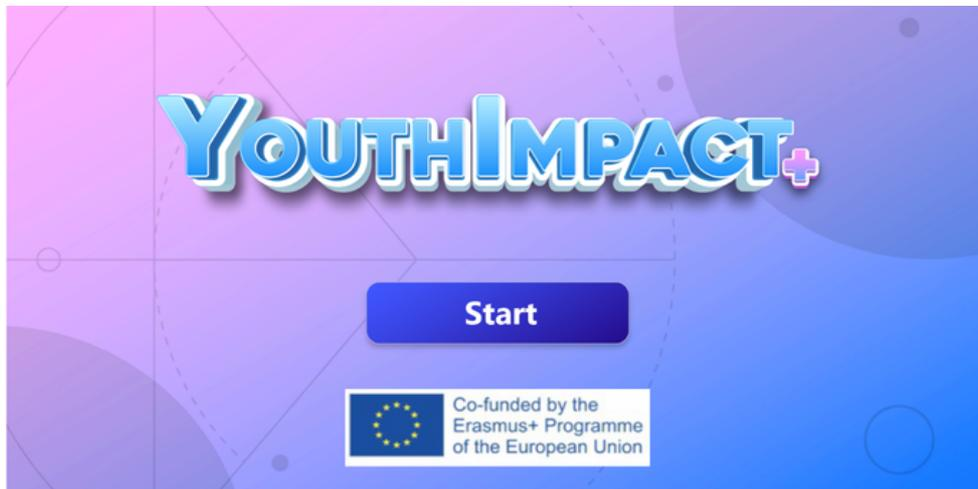 YOUTHIMPACT+
Start
Co-funded by the
Erasmus+ Programme
of the European Union